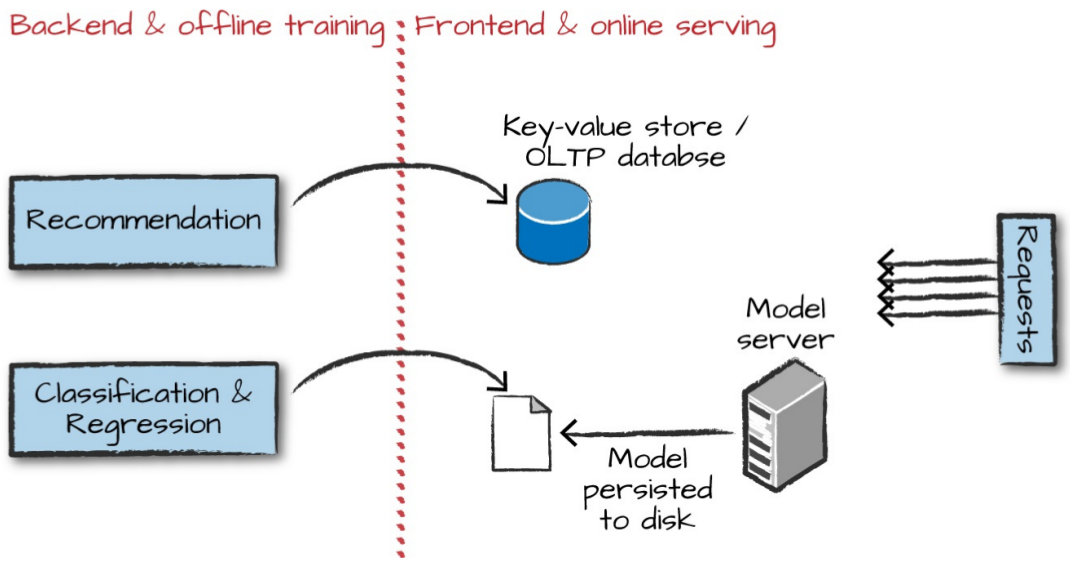 Backend & offline training
Frontend & online serving
Key-value store /
OLTP databse
Recommendation
Requests
Model
server
Classification &
Regression
Model
persisted
to disk